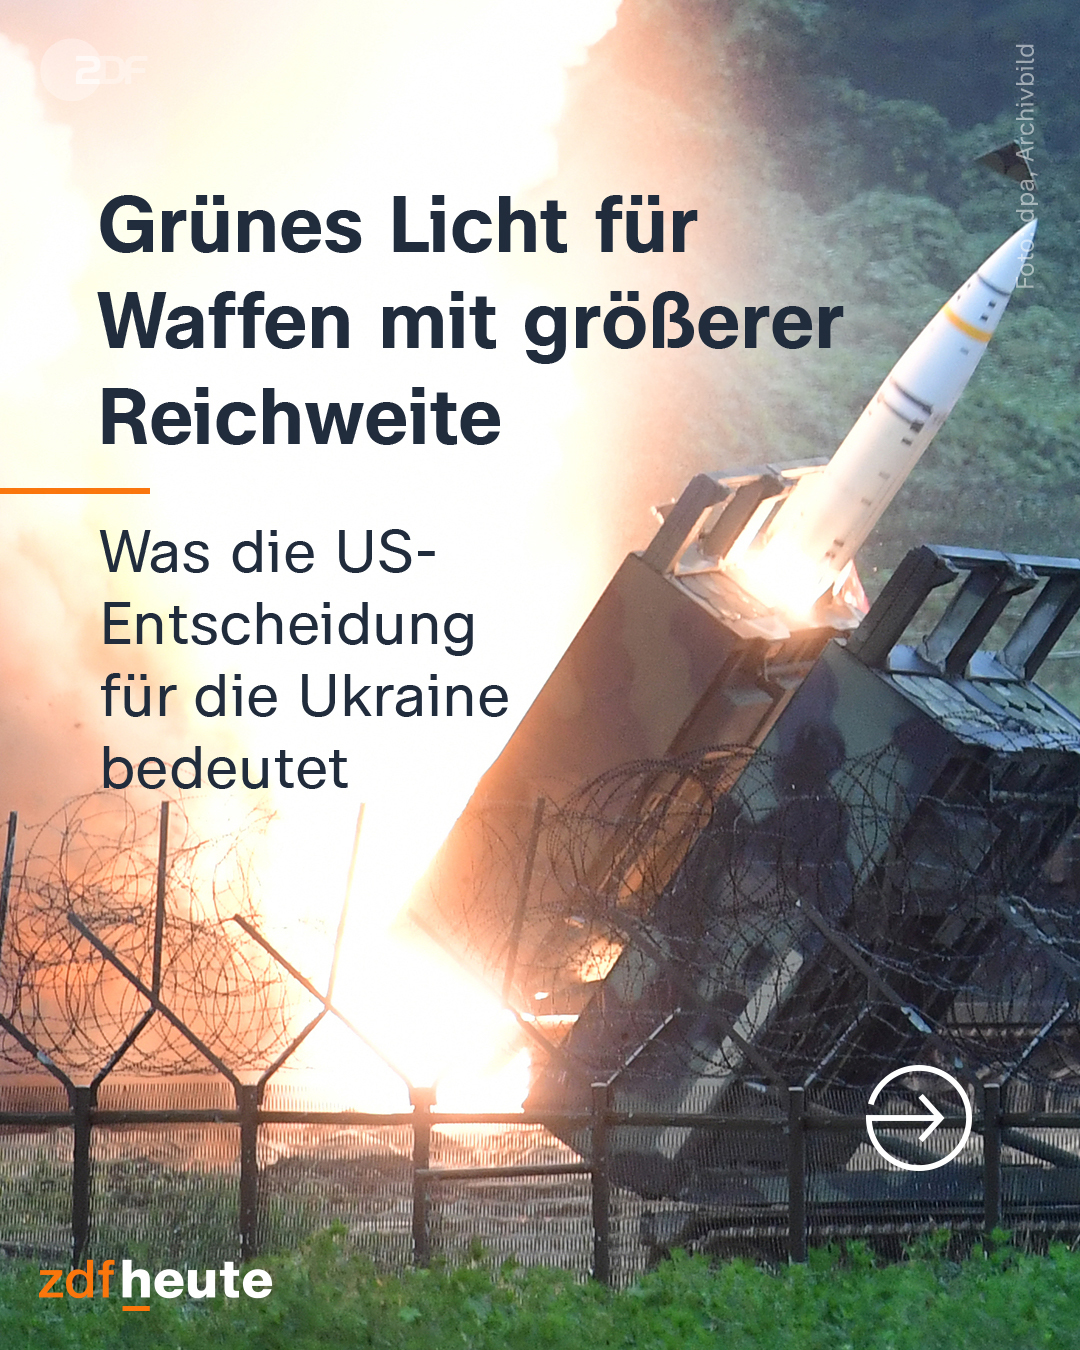 ZDF
Foto: dpa, Archivbild
Grünes Licht für
Waffen mit größerer
Reichweite
Was die US-
Entscheidung
für die Ukraine
bedeutet
zdfheute